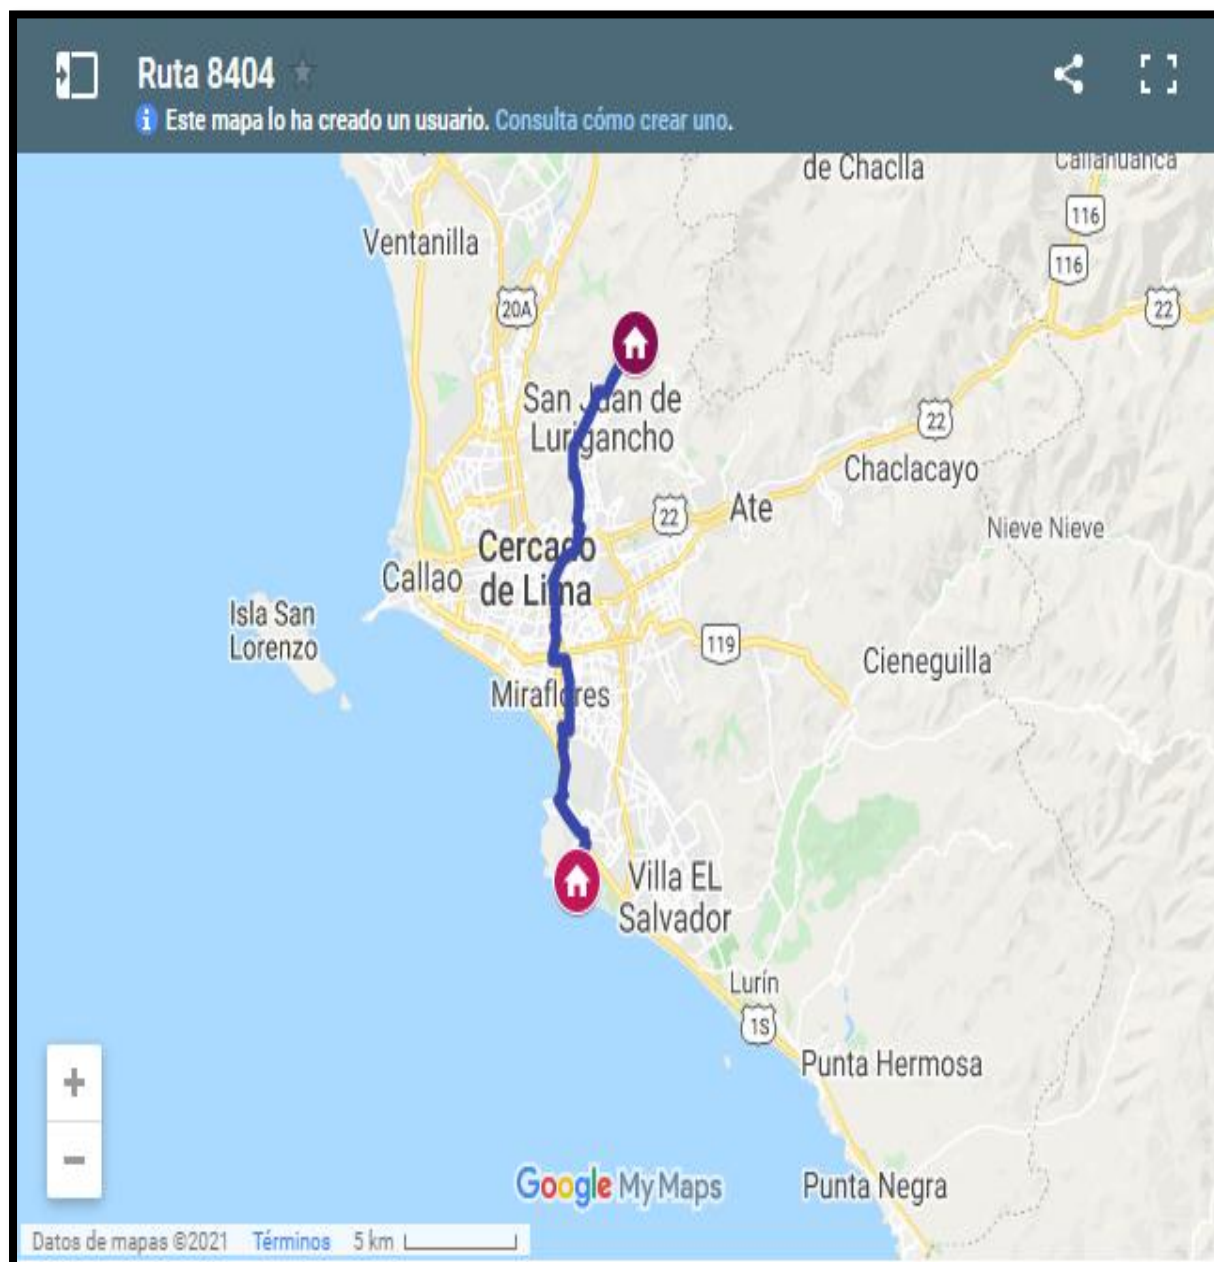 Ruta 8404
Este mapa lo ha creado un usuario. Consulta cómo crear uno.
de Chaclla
Callahuanca
116
Ventanilla
116
20A
22
San Juan de
Lurigancho
22
Chaclacayo
22
Ate
Nieve Nieve
Cercado
de Lima
Callao
Isla San
Lorenzo
119
Cieneguilla
Miraflores
Villa EL
Salvador
Lurín
1S
Punta Hermosa
+
−
Google My Maps
Punta Negra
Datos de mapas ©2021 Términos 5 km